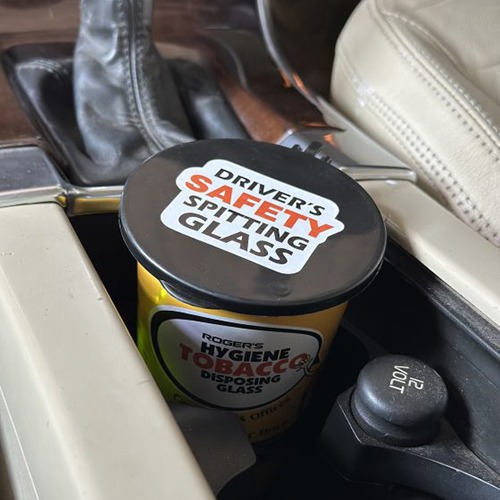 DRIVER'S
SAFETY
SPITTING
GLASS
ROGER'S
HYGIENE
TOBACCO
DISPOSING
GLASS
12
VOLT